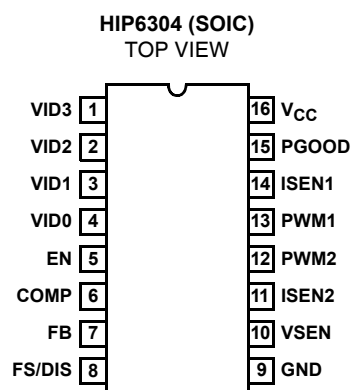 HIP6304 (SOIC)
TOP VIEW
VID3 1 16 VCC
VID2 2 15 PGOOD
VID1 3 14 ISEN1
VID0 4 13 PWM1
EN 5 12 PWM2
COMP 6 11 ISEN2
FB 7 10 VSEN
FS/DIS 8 9 GND